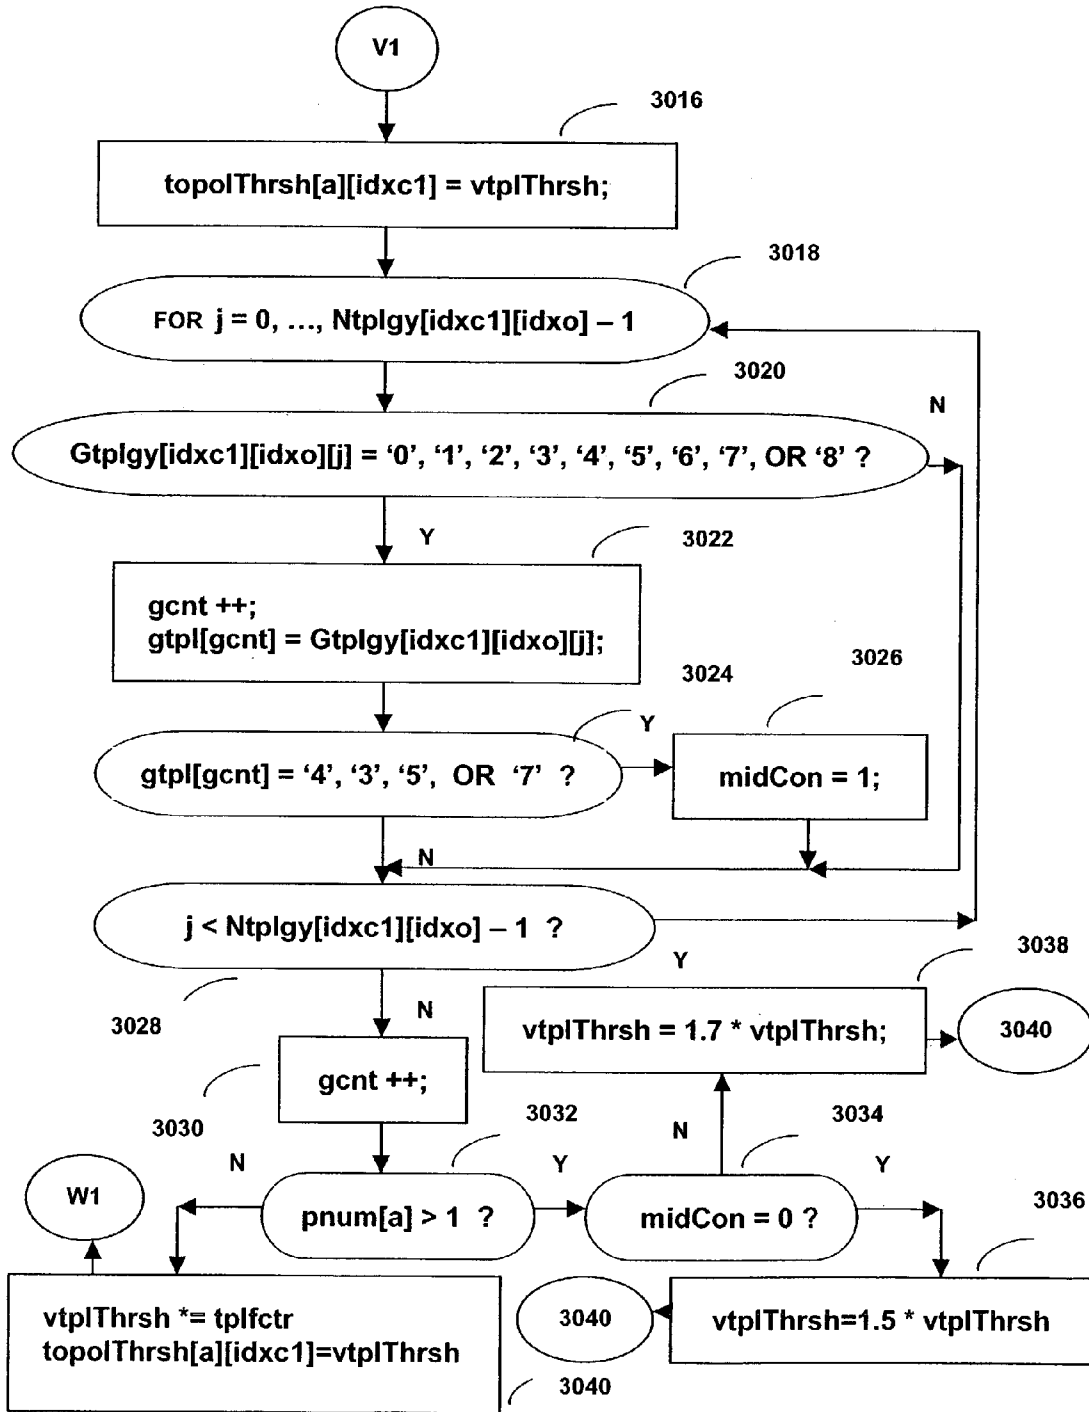 V1
3016
topolThrsh[a][idxc1] = vtplThrsh;
3018
FOR j = 0, ..., Ntplgy[idxc1][idxo] – 1
3020
N
Gtplgy[idxc1][idxo][j] = ‘0’, ‘1’, ‘2’, ‘3’, ‘4’, ‘5’, ‘6’, ‘7’, OR ‘8’ ?
Y
3022
gcnt ++;
gtpl[gcnt] = Gtplgy[idxc1][idxo][j];
3026
3024
Y
gtpl[gcnt] = ‘4’, ‘3’, ‘5’, OR ‘7’ ?
midCon = 1;
N
j < Ntplgy[idxc1][idxo] – 1 ?
Y
3038
3028
N
vtplThrsh = 1.7 * vtplThrsh;
3040
gcnt ++;
3030
3032
3034
N
N
Y
Y
W1
pnum[a] > 1 ?
midCon = 0 ?
3036
vtplThrsh *= tplfctr
topolThrsh[a][idxc1]=vtplThrsh
3040
vtplThrsh=1.5 * vtplThrsh
3040